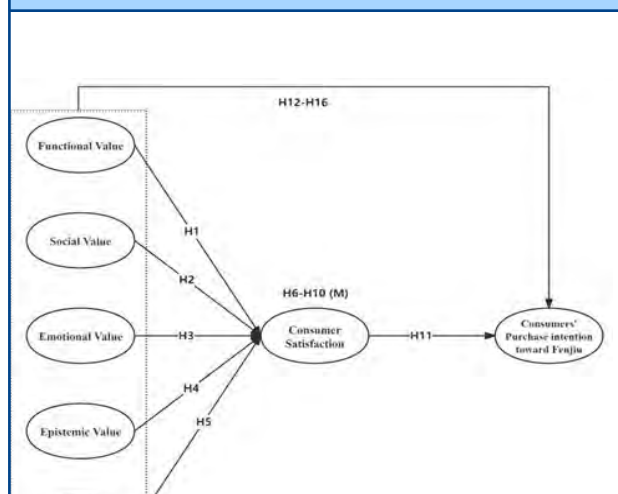 H12-H16
Functional Value
H1
Social Value
H2
H6-H10 (M)
Emotional Value
H3
Consumer
Satisfaction
H11
Consumers'
Purchase intention
toward Fenjiu
H4
Epistemic Value
H5